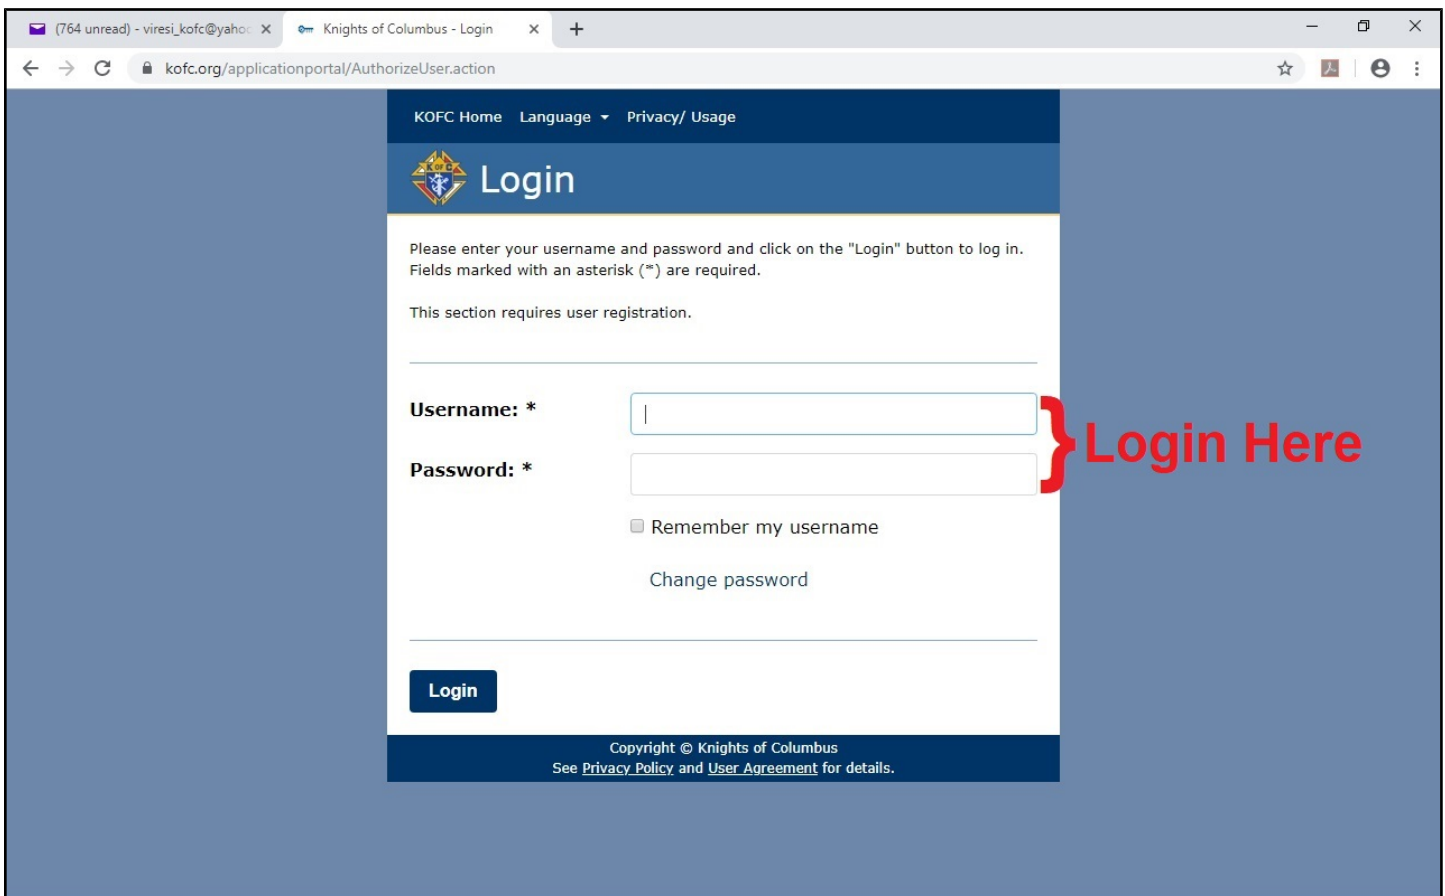 (764 unread) - viresi_kofc@yahoo
Knights of Columbus - Login
kofc.org/applicationportal/AuthorizeUser.action
KOFC Home Language Privacy/ Usage
K OF C
Login
Please enter your username and password and click on the "Login" button to log in.
Fields marked with an asterisk (*) are required.
This section requires user registration.
Username: *
Password: *
}Login Here
Remember my username
Change password
Login
Copyright © Knights of Columbus
See Privacy Policy and User Agreement for details.